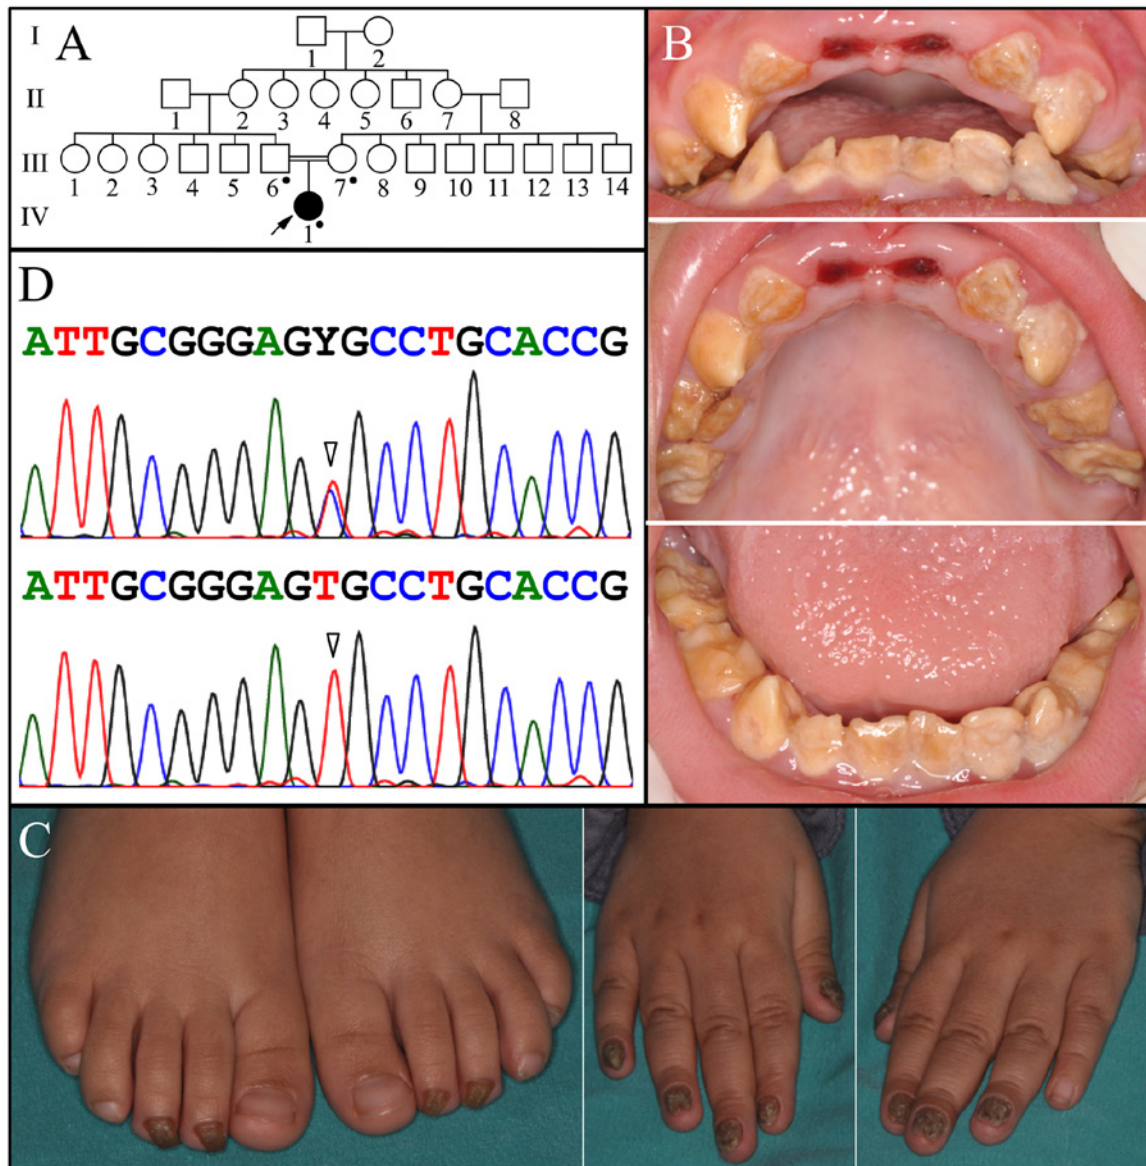 A
I
1 2
II
1 2 3 4 5 6 7 8
III
1 2 3 4 5 6 7 8 9 10 11 12 13 14
IV
1
B
D
ATTGCGGGAGYGCCTGCACCG
ATTGCGGGAGTGCCTGCACCG
C